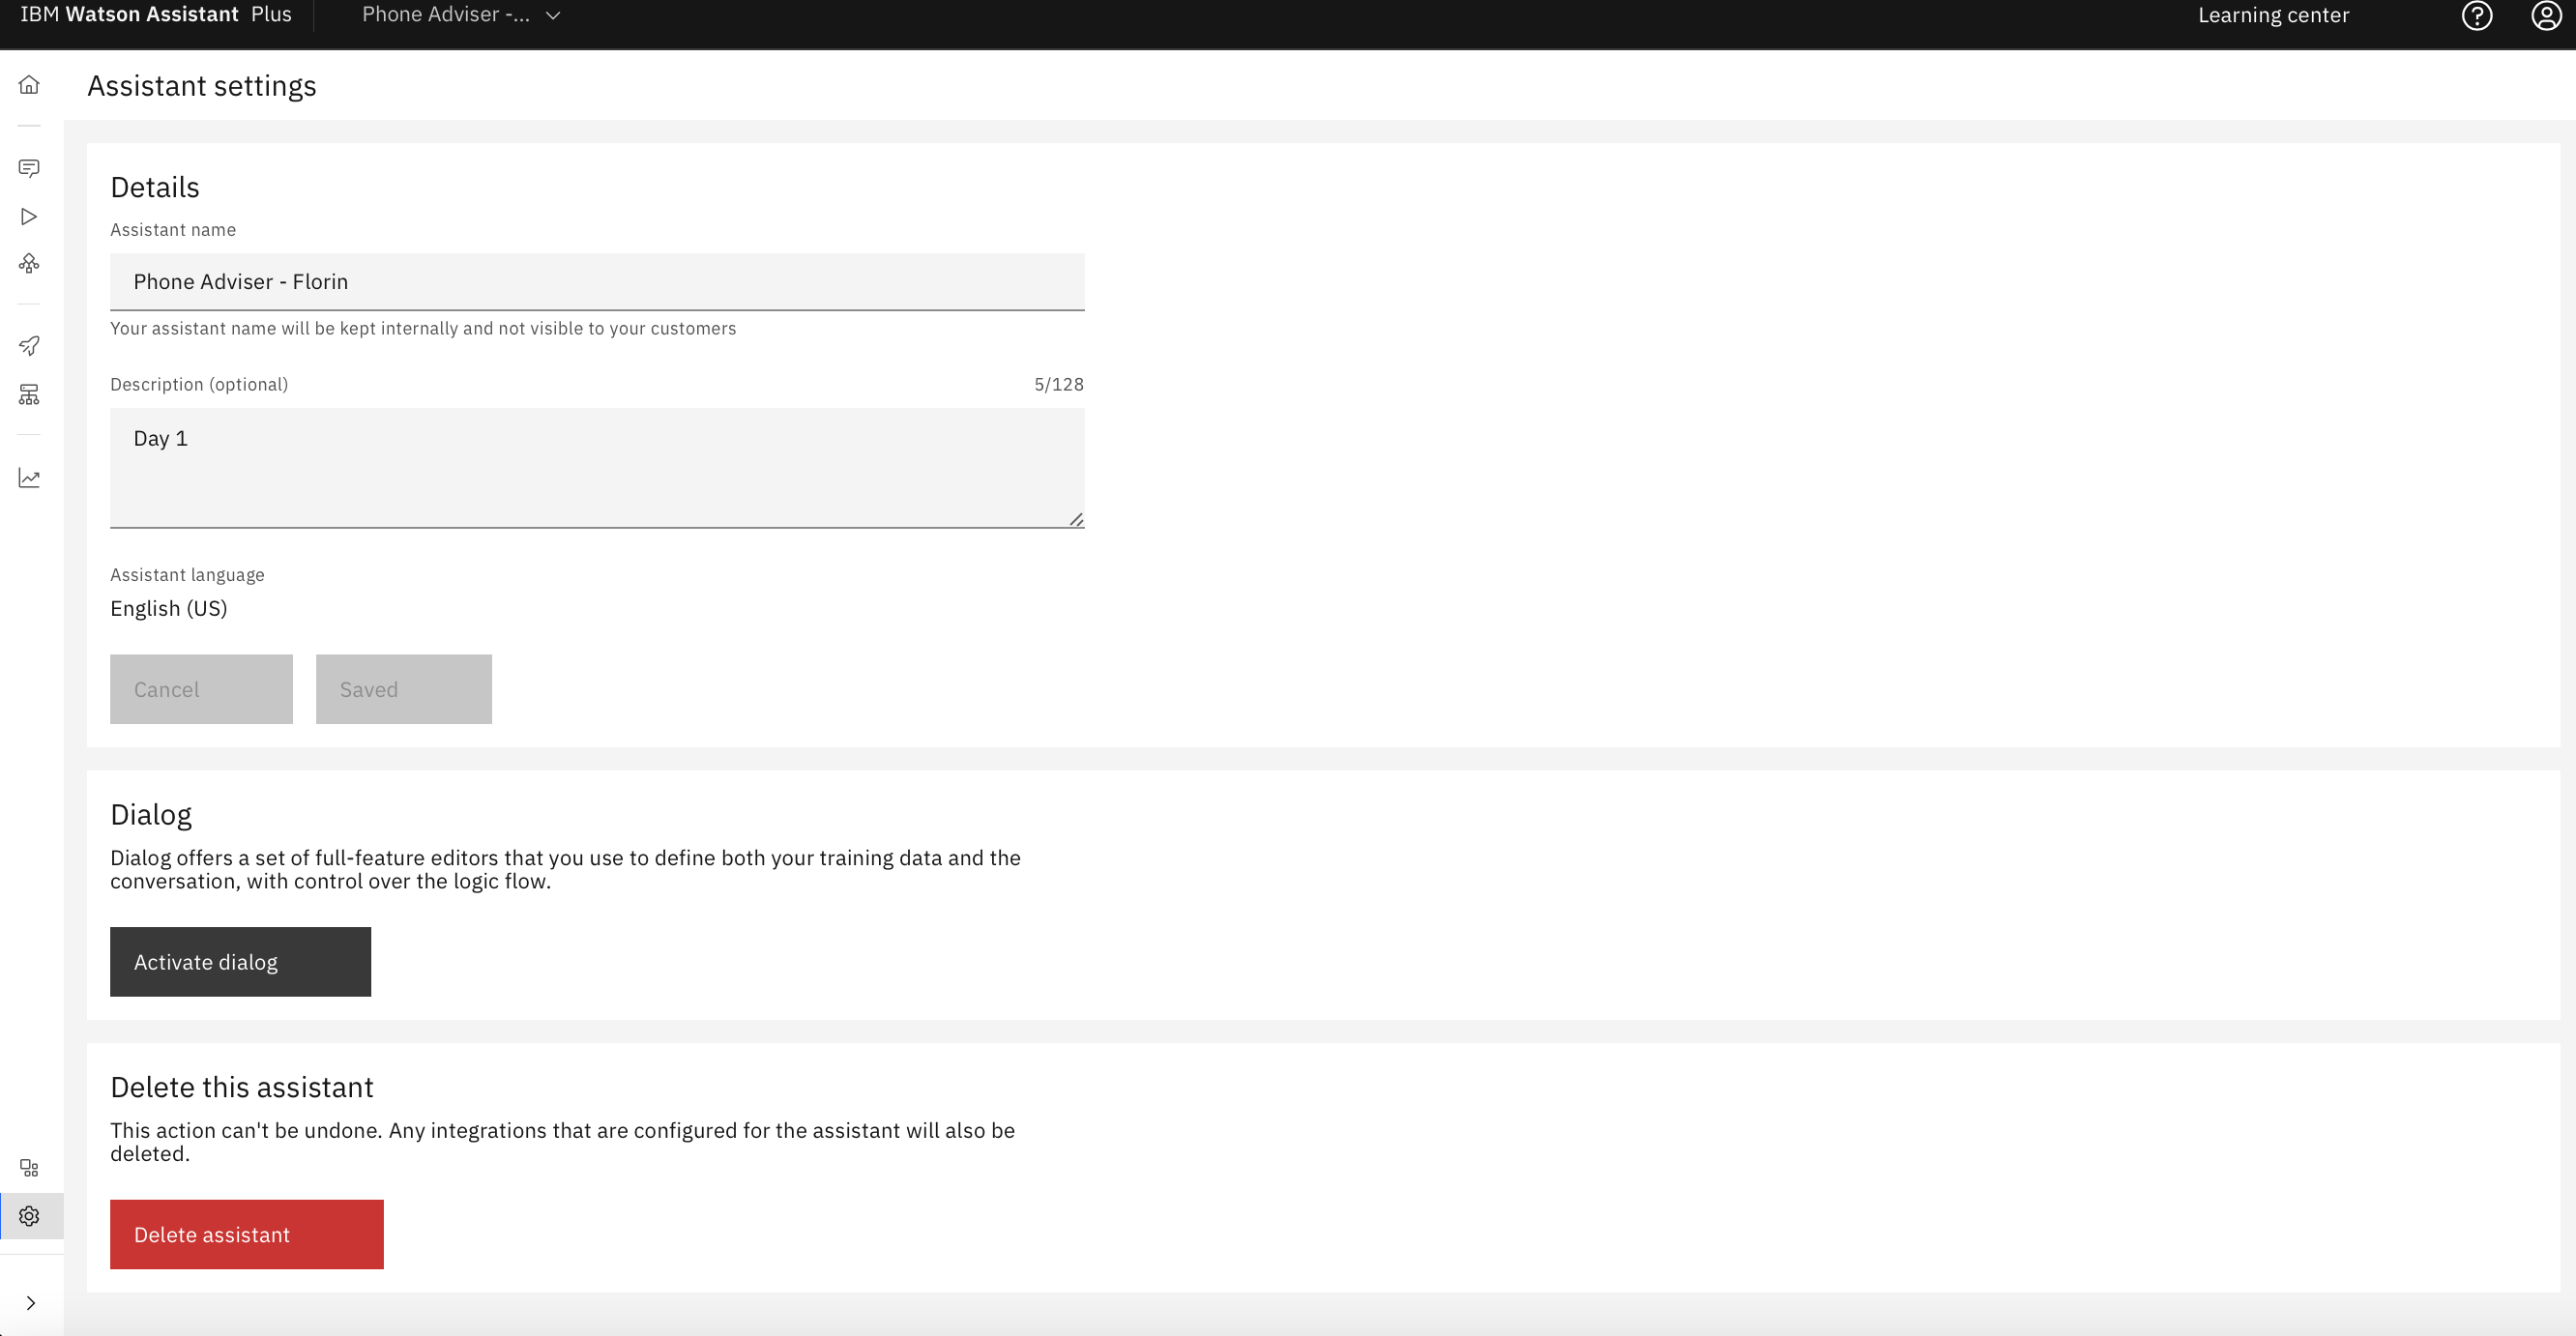 IBM Watson Assistant Plus
Phone Adviser -...
Learning center
Assistant settings
Details
Assistant name
Phone Adviser - Florin
Your assistant name will be kept internally and not visible to your customers
Description (optional)
5/128
Day 1
Assistant language
English (US)
Cancel
Saved
Dialog
Dialog offers a set of full-feature editors that you use to define both your training data and the
conversation, with control over the logic flow.
Activate dialog
Delete this assistant
This action can't be undone. Any integrations that are configured for the assistant will also be
deleted.
Delete assistant